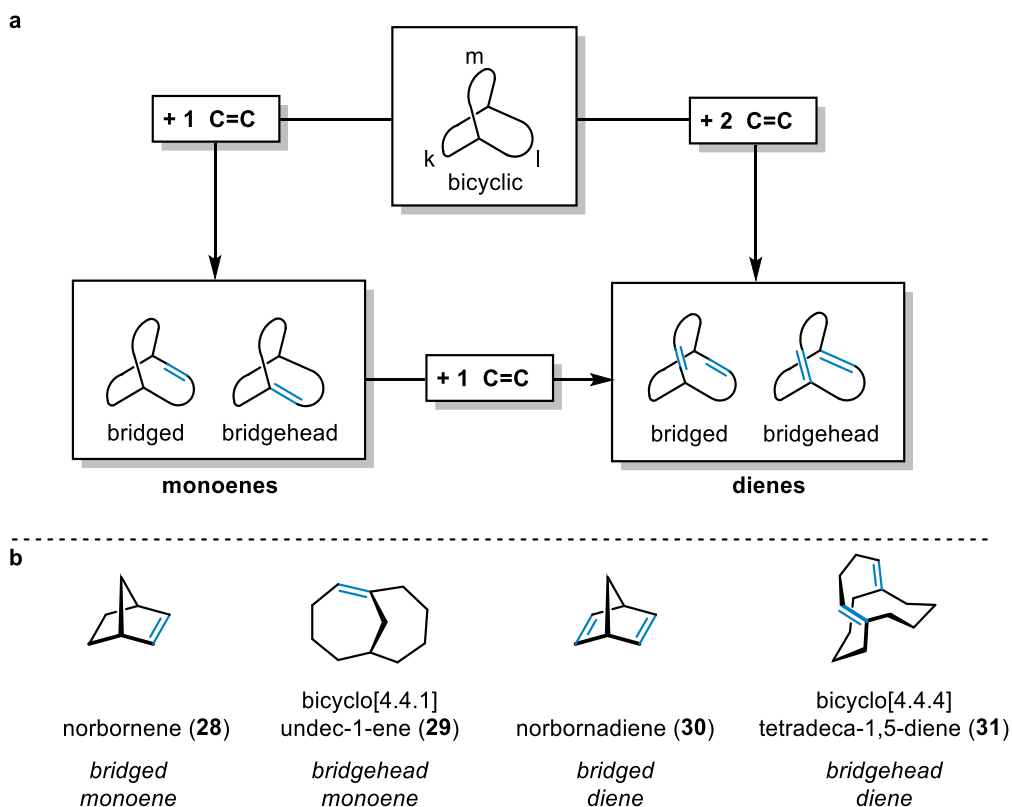 a
m
+ 1 C=C
+ 2 C=C
k
l
bicyclic
+ 1 C=C
bridged
bridgehead
bridged
bridgehead
monoenes
dienes
b
norbornene (28)
bridged
monoene
bicyclo[4.4.1]
undec-1-ene (29)
bridgehead
monoene
norbornadiene (30)
bridged
diene
bicyclo[4.4.4]
tetradeca-1,5-diene (31)
bridgehead
diene